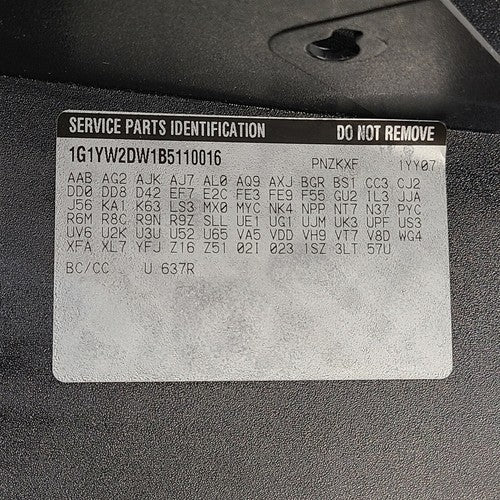 SERVICE PARTS IDENTIFICATION DO NOT REMOVE
1G1YW2DW1B5110016 PNZKXF 1YY07
AAB AG2 AJK AJ7 AL0 AQ9 AXJ BGR BS1 CC3 CJ2
DD0 DD8 D42 EF7 E2C FE3 FE9 F55 GU2 IL3 JJA
J56 KA1 K63 LS3 MX0 MYC NK4 NPP NT7 N37 PYC
R6M R8C R9N R9Z SLL UE1 UG1 UJM UK3 UPF US3
UV6 U2K U3U U52 U65 VA5 VDD VH9 VT7 V8D WG4
XFA XL7 YFJ Z16 Z51 02I 023 1SZ 3LT 57U
BC/CC U 637R